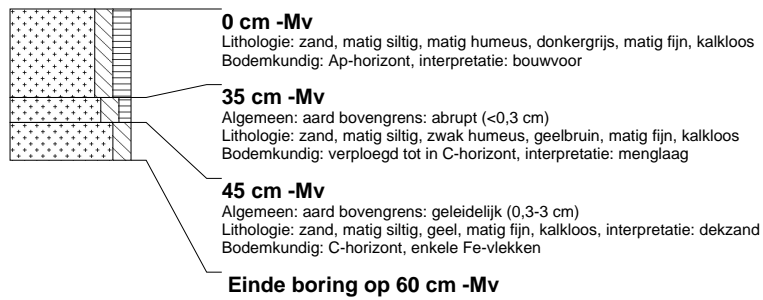 0 cm -Mv
Lithologie: zand, matig siltig, matig humeus, donkergrijs, matig fijn, kalkloos
Bodemkundig: Ap-horizont, interpretatie: bouwvoor
35 cm -Mv
Algemeen: aard bovengrens: abrupt (<0,3 cm)
Lithologie: zand, matig siltig, zwak humeus, geelbruin, matig fijn, kalkloos
Bodemkundig: verploegd tot in C-horizont, interpretatie: menglaag
45 cm -Mv
Algemeen: aard bovengrens: geleidelijk (0,3-3 cm)
Lithologie: zand, matig siltig, geel, matig fijn, kalkloos, interpretatie: dekzand
Bodemkundig: C-horizont, enkele Fe-vlekken
Einde boring op 60 cm -Mv